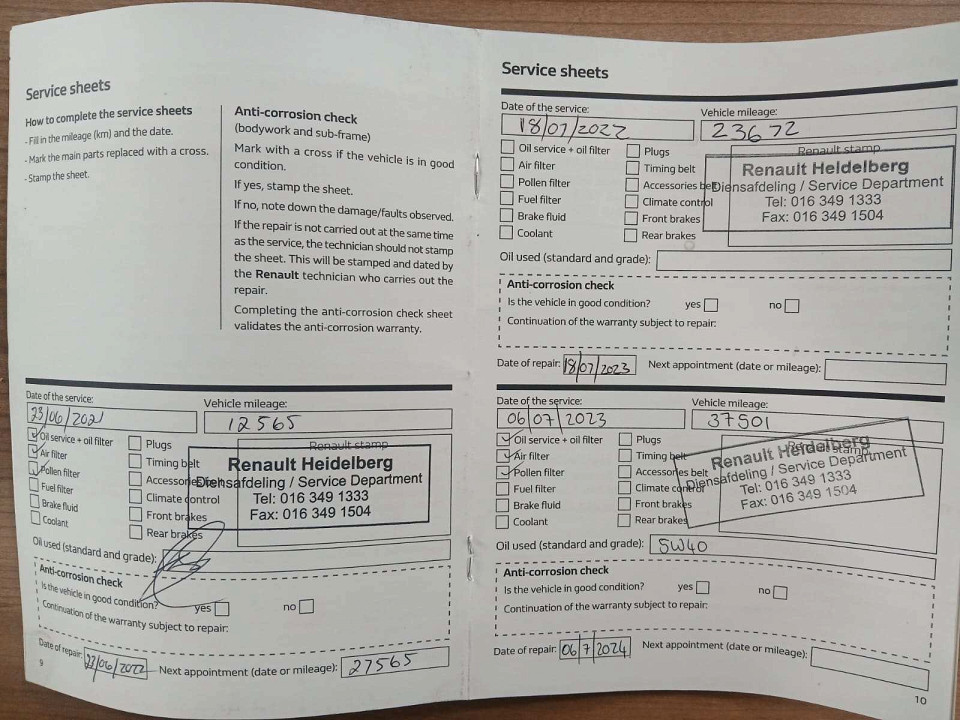 Service sheets
How to complete the service sheets
- Fill in the mileage (km) and the date.
- Mark the main parts replaced with a cross.
- Stamp the sheet.
Anti-corrosion check
(bodywork and sub-frame)
Mark with a cross if the vehicle is in good
condition.
If yes, stamp the sheet.
If no, note down the damage/faults observed.
If the repair is not carried out at the same time
as the service, the technician should not stamp
the sheet. This will be stamped and dated by
the Renault technician who carries out the
repair.
Completing the anti-corrosion check sheet
validates the anti-corrosion warranty.
Date of the service:
23/06/2021
Vehicle mileage:
12565
Oil service + oil filter
Air filter
Pollen filter
Fuel filter
Brake fluid
Coolant
Plugs
Timing belt
Accessories belt
Climate control
Front brakes
Rear brakes
Renault stamp
Renault Heidelberg
Diensafdeling / Service Department
Tel: 016 349 1333
Fax: 016 349 1504
Oil used (standard and grade):
Anti-corrosion check
Is the vehicle in good condition? yes no
Continuation of the warranty subject to repair:
Date of repair: 23/06/2022 Next appointment (date or mileage): 27565
9
Service sheets
Date of the service:
18/07/2022
Vehicle mileage:
23672
Oil service + oil filter
Air filter
Pollen filter
Fuel filter
Brake fluid
Coolant
Plugs
Timing belt
Accessories belt
Climate control
Front brakes
Rear brakes
Renault stamp
Renault Heidelberg
Diensafdeling / Service Department
Tel: 016 349 1333
Fax: 016 349 1504
Oil used (standard and grade):
Anti-corrosion check
Is the vehicle in good condition? yes no
Continuation of the warranty subject to repair:
Date of repair: 18/07/2023 Next appointment (date or mileage):
Date of the service:
06/07/2023
Vehicle mileage:
37501
Oil service + oil filter
Air filter
Pollen filter
Fuel filter
Brake fluid
Coolant
Plugs
Timing belt
Accessories belt
Climate control
Front brakes
Rear brakes
Renault stamp
Renault Heidelberg
Diensafdeling / Service Department
Tel: 016 349 1333
Fax: 016 349 1504
Oil used (standard and grade): 5W40
Anti-corrosion check
Is the vehicle in good condition? yes no
Continuation of the warranty subject to repair:
Date of repair: 06/7/2024 Next appointment (date or mileage):
10